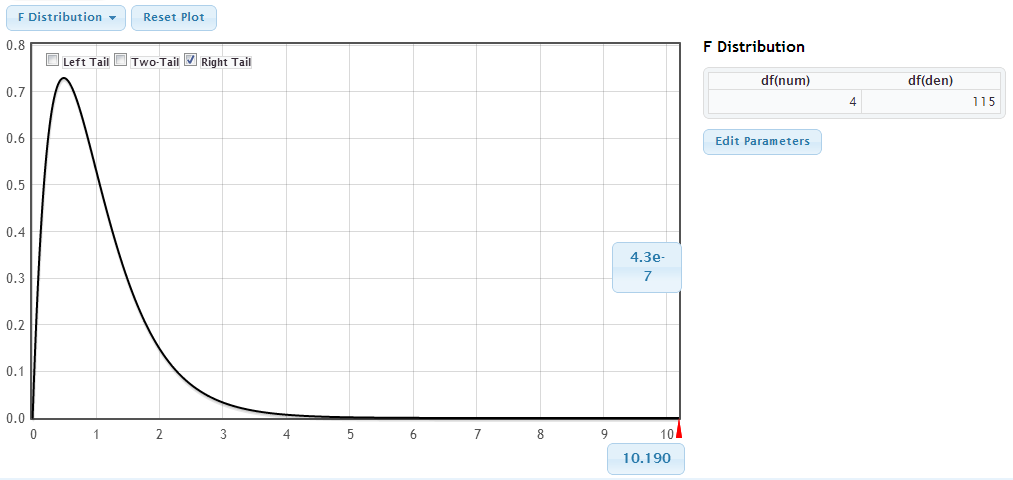 F Distribution Reset Plot
F Distribution
Left Tail Two-Tail Right Tail
df(num) df(den)
4 115
Edit Parameters
0.8
0.7
0.6
0.5
0.4
0.3
0.2
0.1
0.0
4.3e-
7
0 1 2 3 4 5 6 7 8 9 10
10.190